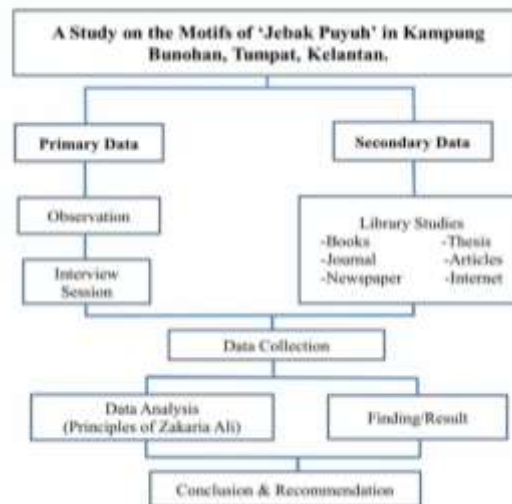 A Study on the Motifs of ‘Jebak Puyuh’ in Kampung
Bunohan, Tumpat, Kelantan.
Primary Data
Secondary Data
Observation
Interview
Session
Library Studies
-Books
-Thesis
-Journal
-Articles
-Newspaper
-Internet
Data Collection
Data Analysis
(Principles of Zakaria Ali)
Finding/Result
Conclusion & Recommendation